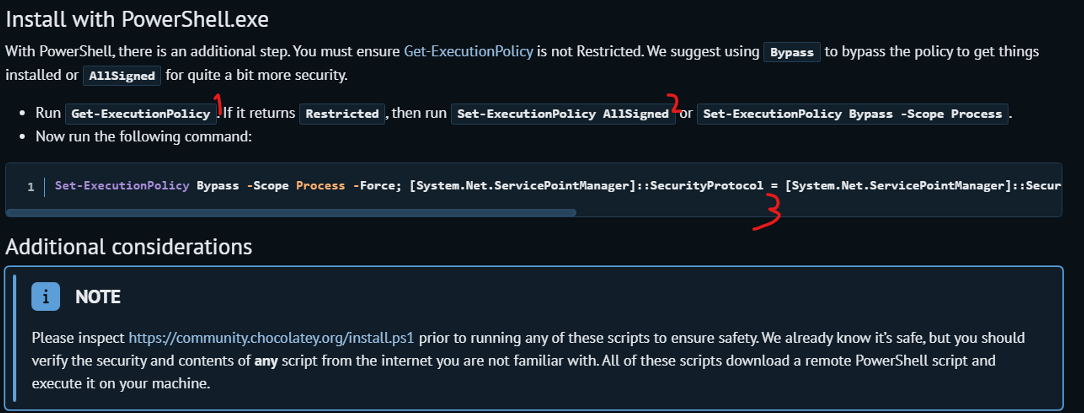 Install with PowerShell.exe
With PowerShell, there is an additional step. You must ensure Get-ExecutionPolicy is not Restricted. We suggest using Bypass to bypass the policy to get things
installed or AllSigned for quite a bit more security.
• Run Get-ExecutionPolicy 1. If it returns Restricted, then run Set-ExecutionPolicy AllSigned 2 or Set-ExecutionPolicy Bypass -Scope Process.
• Now run the following command:
1 Set-ExecutionPolicy Bypass -Scope Process -Force; [System.Net.ServicePointManager]::SecurityProtocol = [System.Net.ServicePointManager]::Secur
3
Additional considerations
i NOTE
Please inspect https://community.chocolatey.org/install.ps1 prior to running any of these scripts to ensure safety. We already know it's safe, but you should
verify the security and contents of any script from the internet you are not familiar with. All of these scripts download a remote PowerShell script and
execute it on your machine.